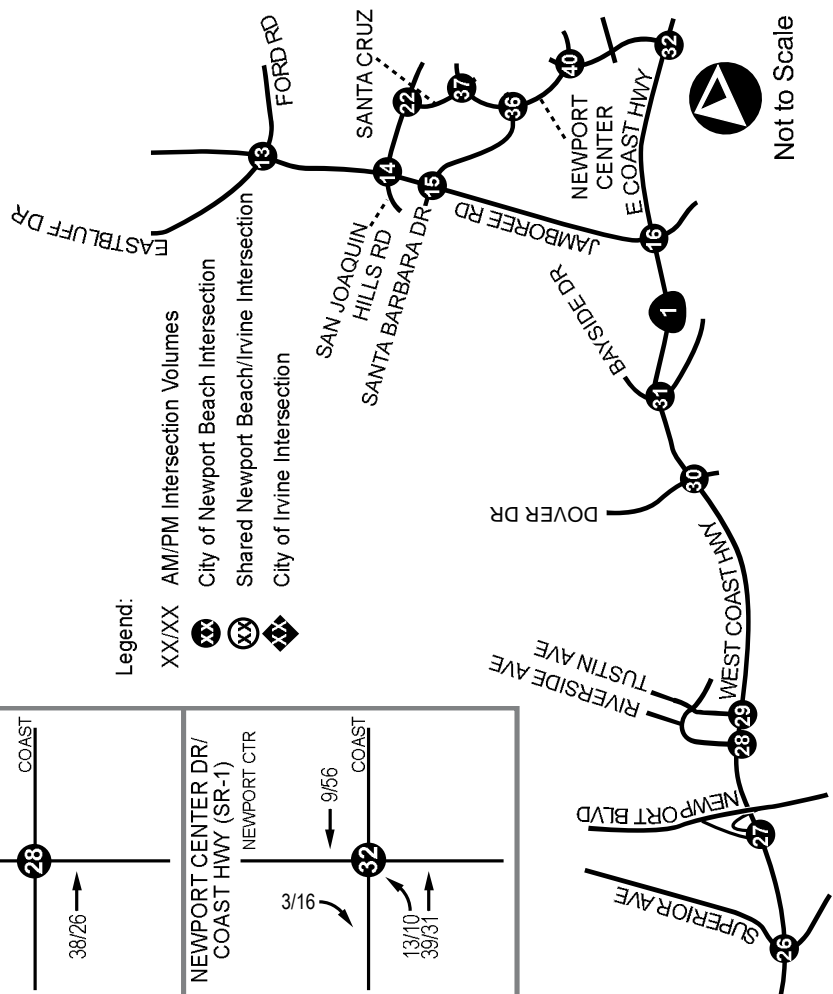 EASTBLUFF DR
FORD RD
13
SANTA CRUZ
22
37
14
15
36
40
32
SAN JOAQUIN
HILLS RD
SANTA BARBARA DR
JAMBOREE RD
NEWPORT
CENTER
E COAST HWY
Not to Scale
16
BAYSIDE DR
1
31
30
DOVER DR
WEST COAST HWY
TUSTIN AVE
RIVERSIDE AVE
29
28
NEWPORT BLVD
27
SUPERIOR AVE
26
Legend:
XX/XX AM/PM Intersection Volumes
XX City of Newport Beach Intersection
XX Shared Newport Beach/Irvine Intersection
XX City of Irvine Intersection
28
COAST
38/26
NEWPORT CENTER DR/
COAST HWY (SR-1)
NEWPORT CTR
COAST
32
9/56
3/16
13/10
39/31